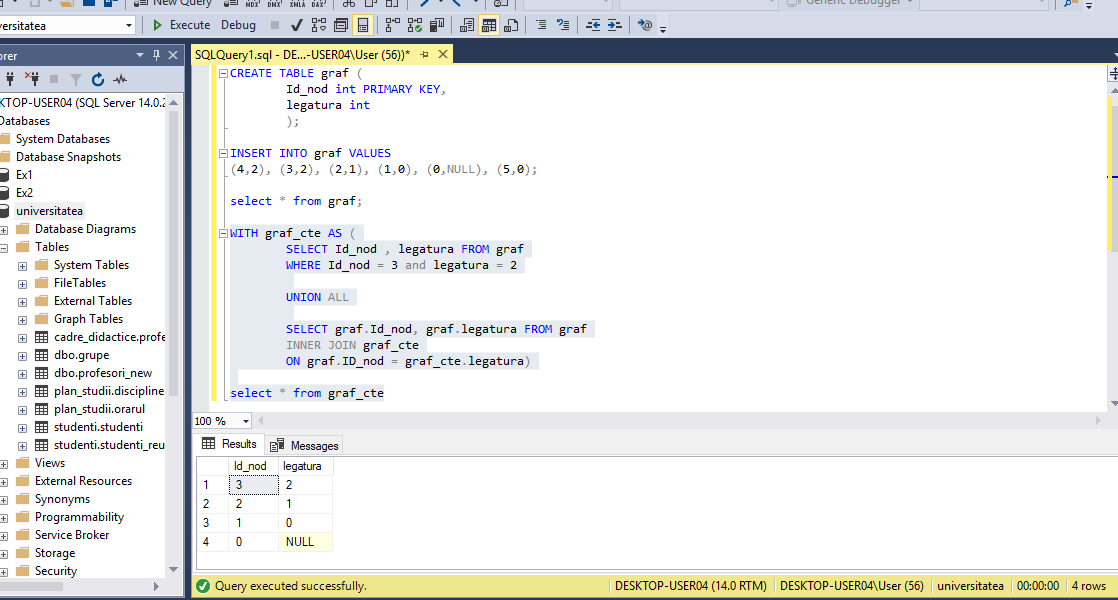 New Query MDX DMX XMLA DAX Generic Debugger
versitatea Execute Debug
orer
SQLQuery1.sql - DE...-USER04\User (56))*
KTOP-USER04 (SQL Server 14.0.2
Databases
System Databases
Database Snapshots
Ex1
Ex2
universitatea
Database Diagrams
Tables
System Tables
FileTables
External Tables
Graph Tables
cadre_didactice.profe
dbo.grupe
dbo.profesori_new
plan_studii.discipline
plan_studii.orarul
studenti.studenti
studenti.studenti_reu
Views
External Resources
Synonyms
Programmability
Service Broker
Storage
Security
CREATE TABLE graf (
Id_nod int PRIMARY KEY,
legatura int
);
INSERT INTO graf VALUES
(4,2), (3,2), (2,1), (1,0), (0,NULL), (5,0);
select * from graf;
WITH graf_cte AS (
SELECT Id_nod , legatura FROM graf
WHERE Id_nod = 3 and legatura = 2
UNION ALL
SELECT graf.Id_nod, graf.legatura FROM graf
INNER JOIN graf_cte
ON graf.ID_nod = graf_cte.legatura)
select * from graf_cte
100 %
Results Messages
Id_nod legatura
1 3 2
2 2 1
3 1 0
4 0 NULL
Query executed successfully. DESKTOP-USER04 (14.0 RTM) DESKTOP-USER04\User (56) universitatea 00:00:00 4 rows